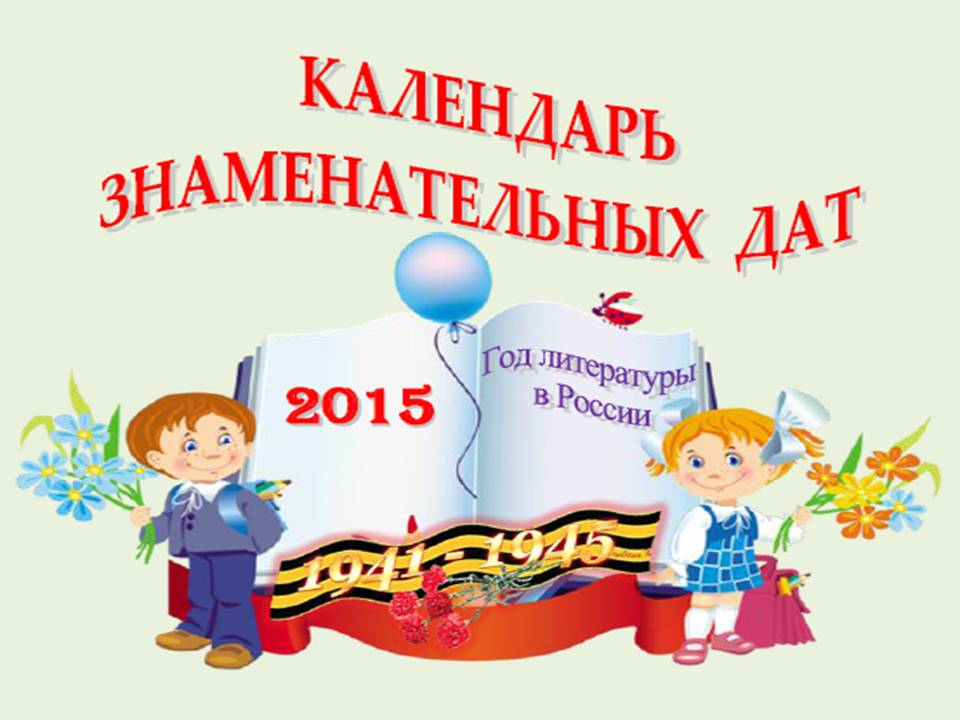 КАЛЕНДАРЬ
ЗНАМЕНАТЕЛЬНЫХ ДАТ
2015
Год литературы
в России
1941 - 1945